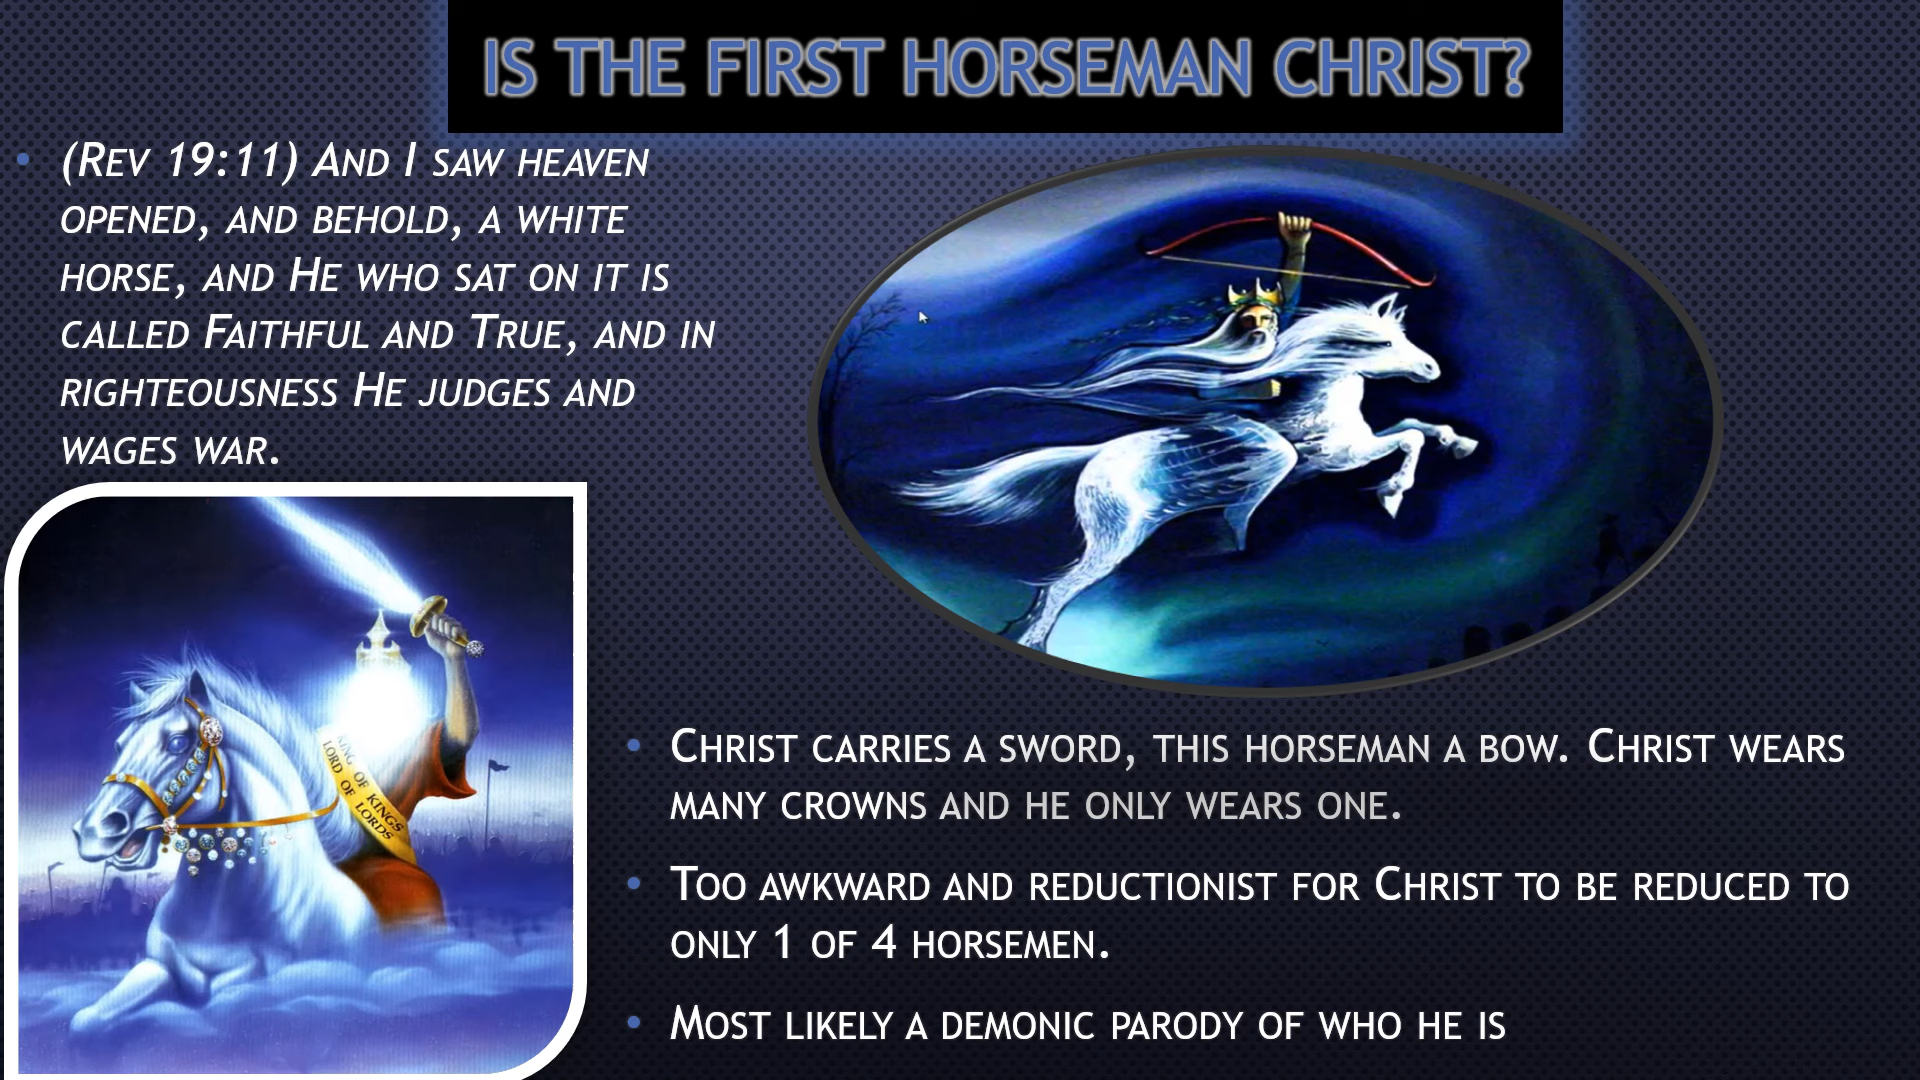 IS THE FIRST HORSEMAN CHRIST?
• (Rev 19:11) And I saw heaven
opened, and behold, a white
horse, and He who sat on it is
called Faithful and True, and in
righteousness He judges and
wages war.
KING OF KINGS
LORD OF LORDS
• Christ carries a sword, this horseman a bow. Christ wears
many crowns and he only wears one.
• Too awkward and reductionist for Christ to be reduced to
only 1 of 4 horsemen.
• Most likely a demonic parody of who he is